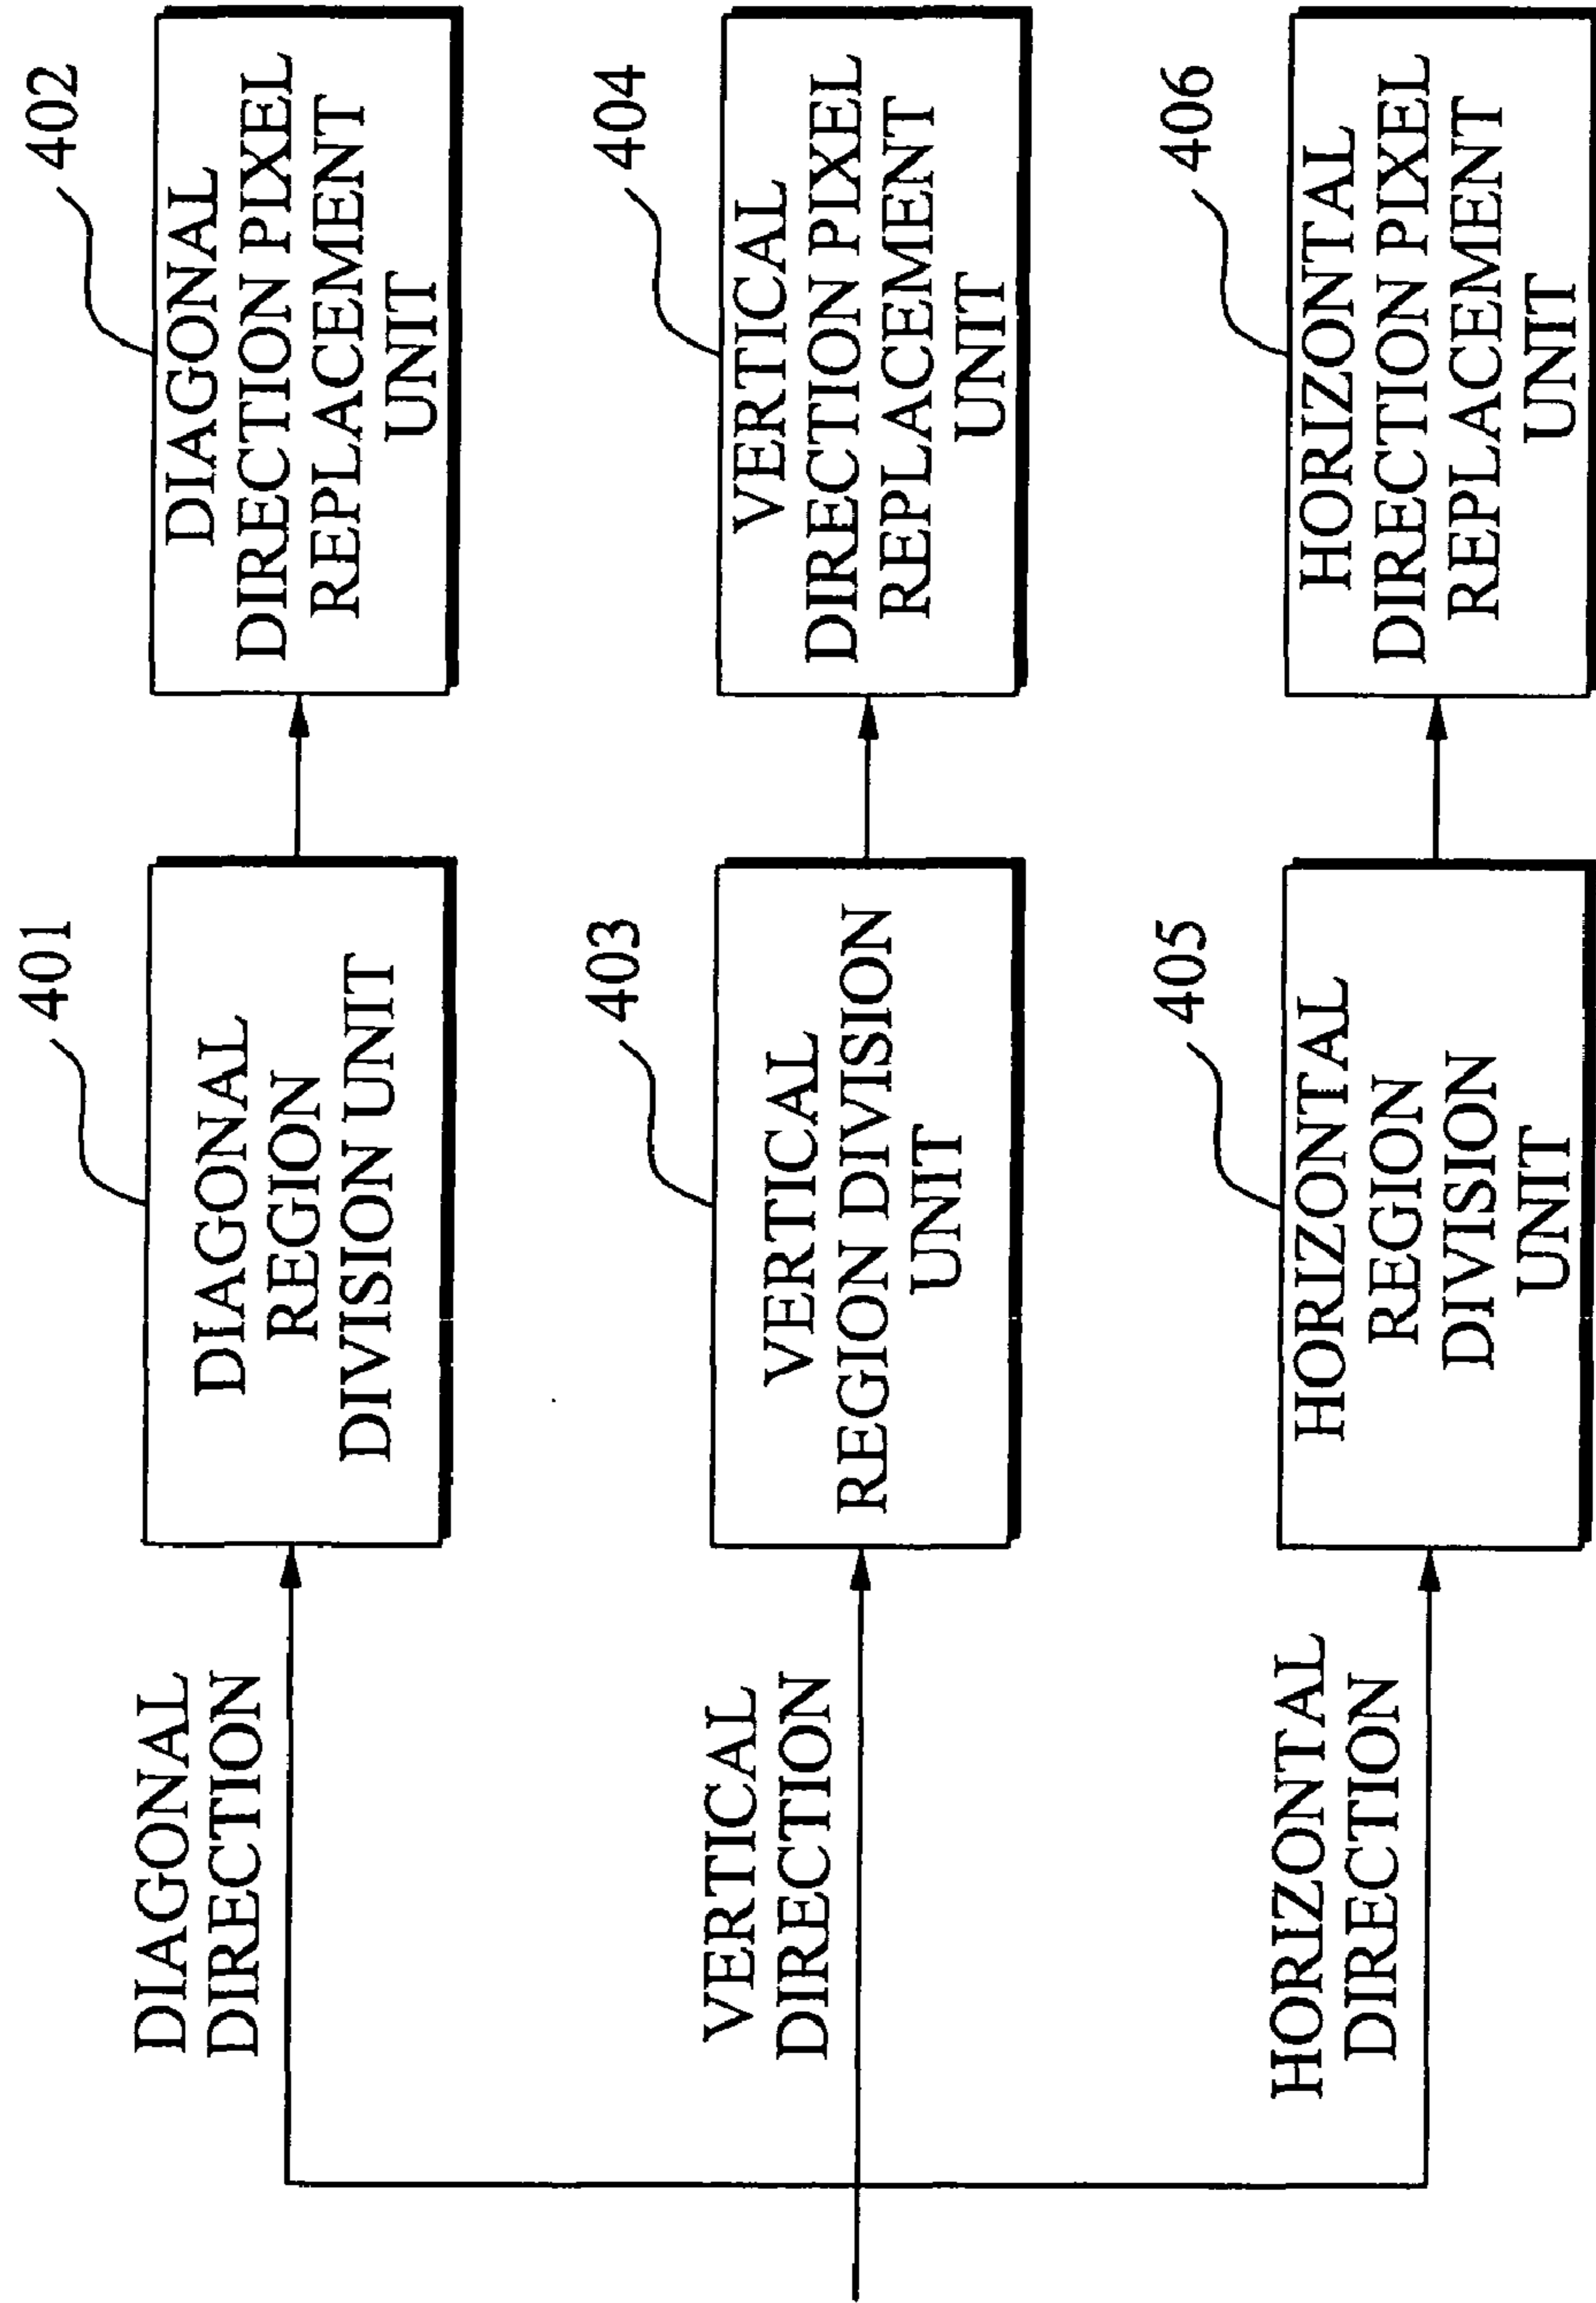 DIAGONAL
DIRECTION
401
DIAGONAL
REGION
DIVISION UNIT
402
DIAGONAL
DIRECTION PIXEL
REPLACEMENT
UNIT
VERTICAL
DIRECTION
403
VERTICAL
REGION DIVISION
UNIT
404
VERTICAL
DIRECTION PIXEL
REPLACEMENT
UNIT
HORIZONTAL
DIRECTION
405
HORIZONTAL
REGION
DIVISION
UNIT
406
HORIZONTAL
DIRECTION PIXEL
REPLACEMENT
UNIT